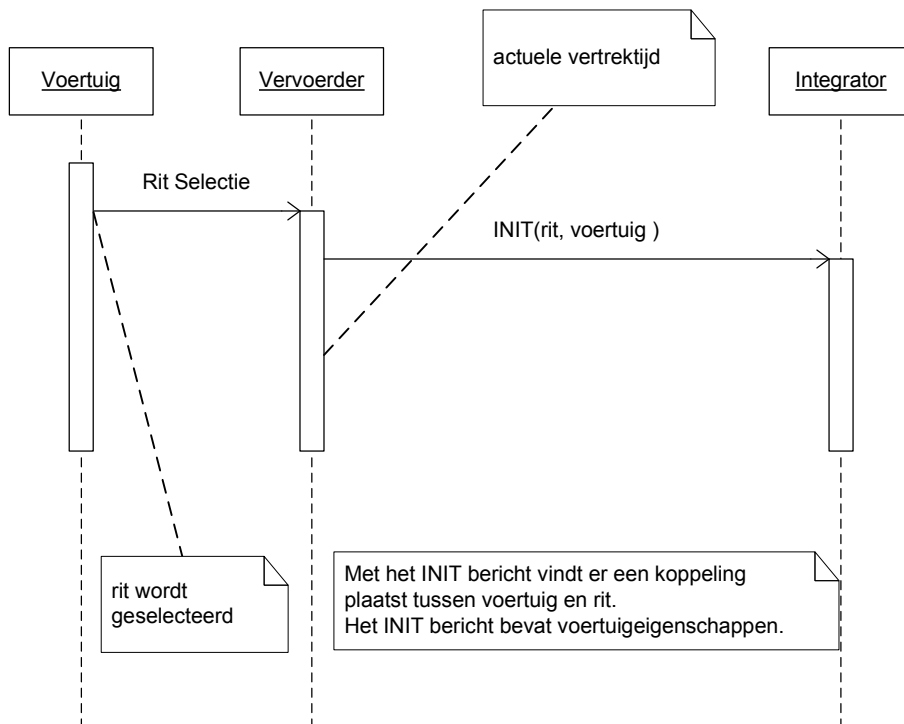 actuele vertrektijd
Voertuig
Vervoerder
Integrator
Rit Selectie
INIT(rit, voertuig )
rit wordt
geselecteerd
Met het INIT bericht vindt er een koppeling
plaatst tussen voertuig en rit.
Het INIT bericht bevat voertuigeigenschappen.